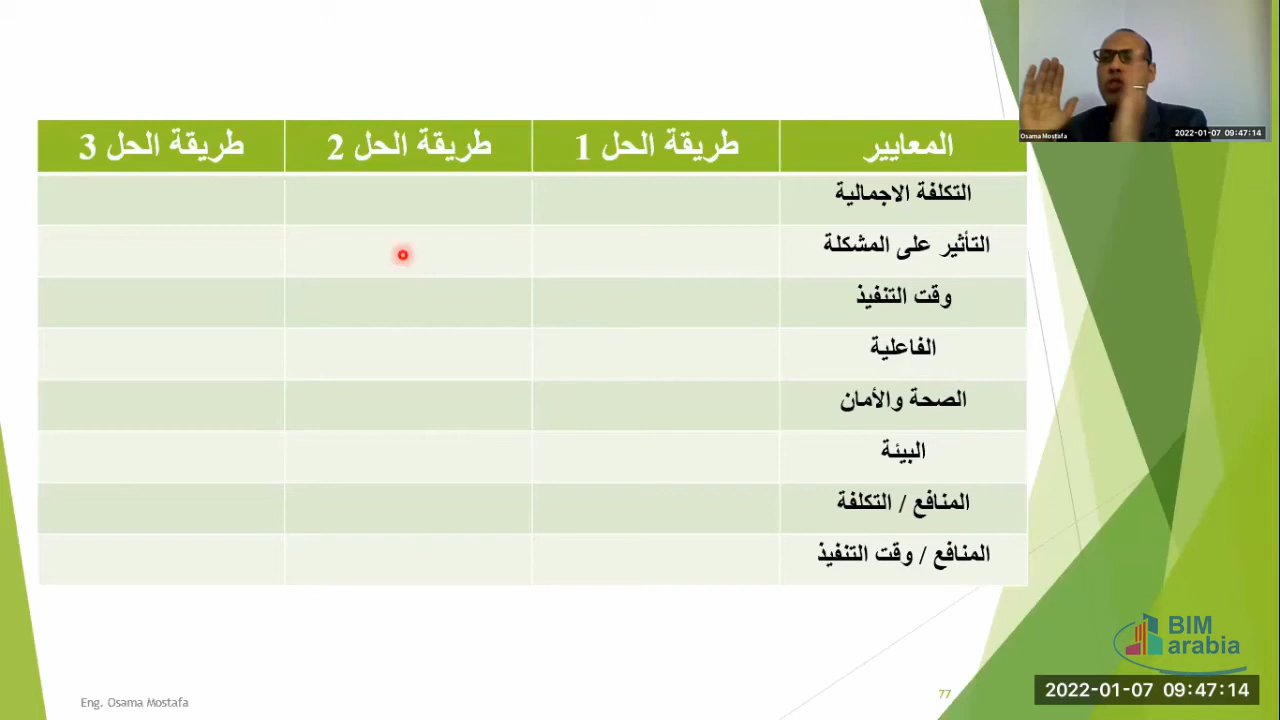 Osama Mostafa
2022-01-07 09:47:14
المعايير طريقة الحل 1 طريقة الحل 2 طريقة الحل 3
التكلفة الاجمالية
التأثير على المشكلة
وقت التنفيذ
الفاعلية
الصحة والأمان
البيئة
المنافع / التكلفة
المنافع / وقت التنفيذ
BIM
arabia
Eng. Osama Mostafa
77
2022-01-07 09:47:14